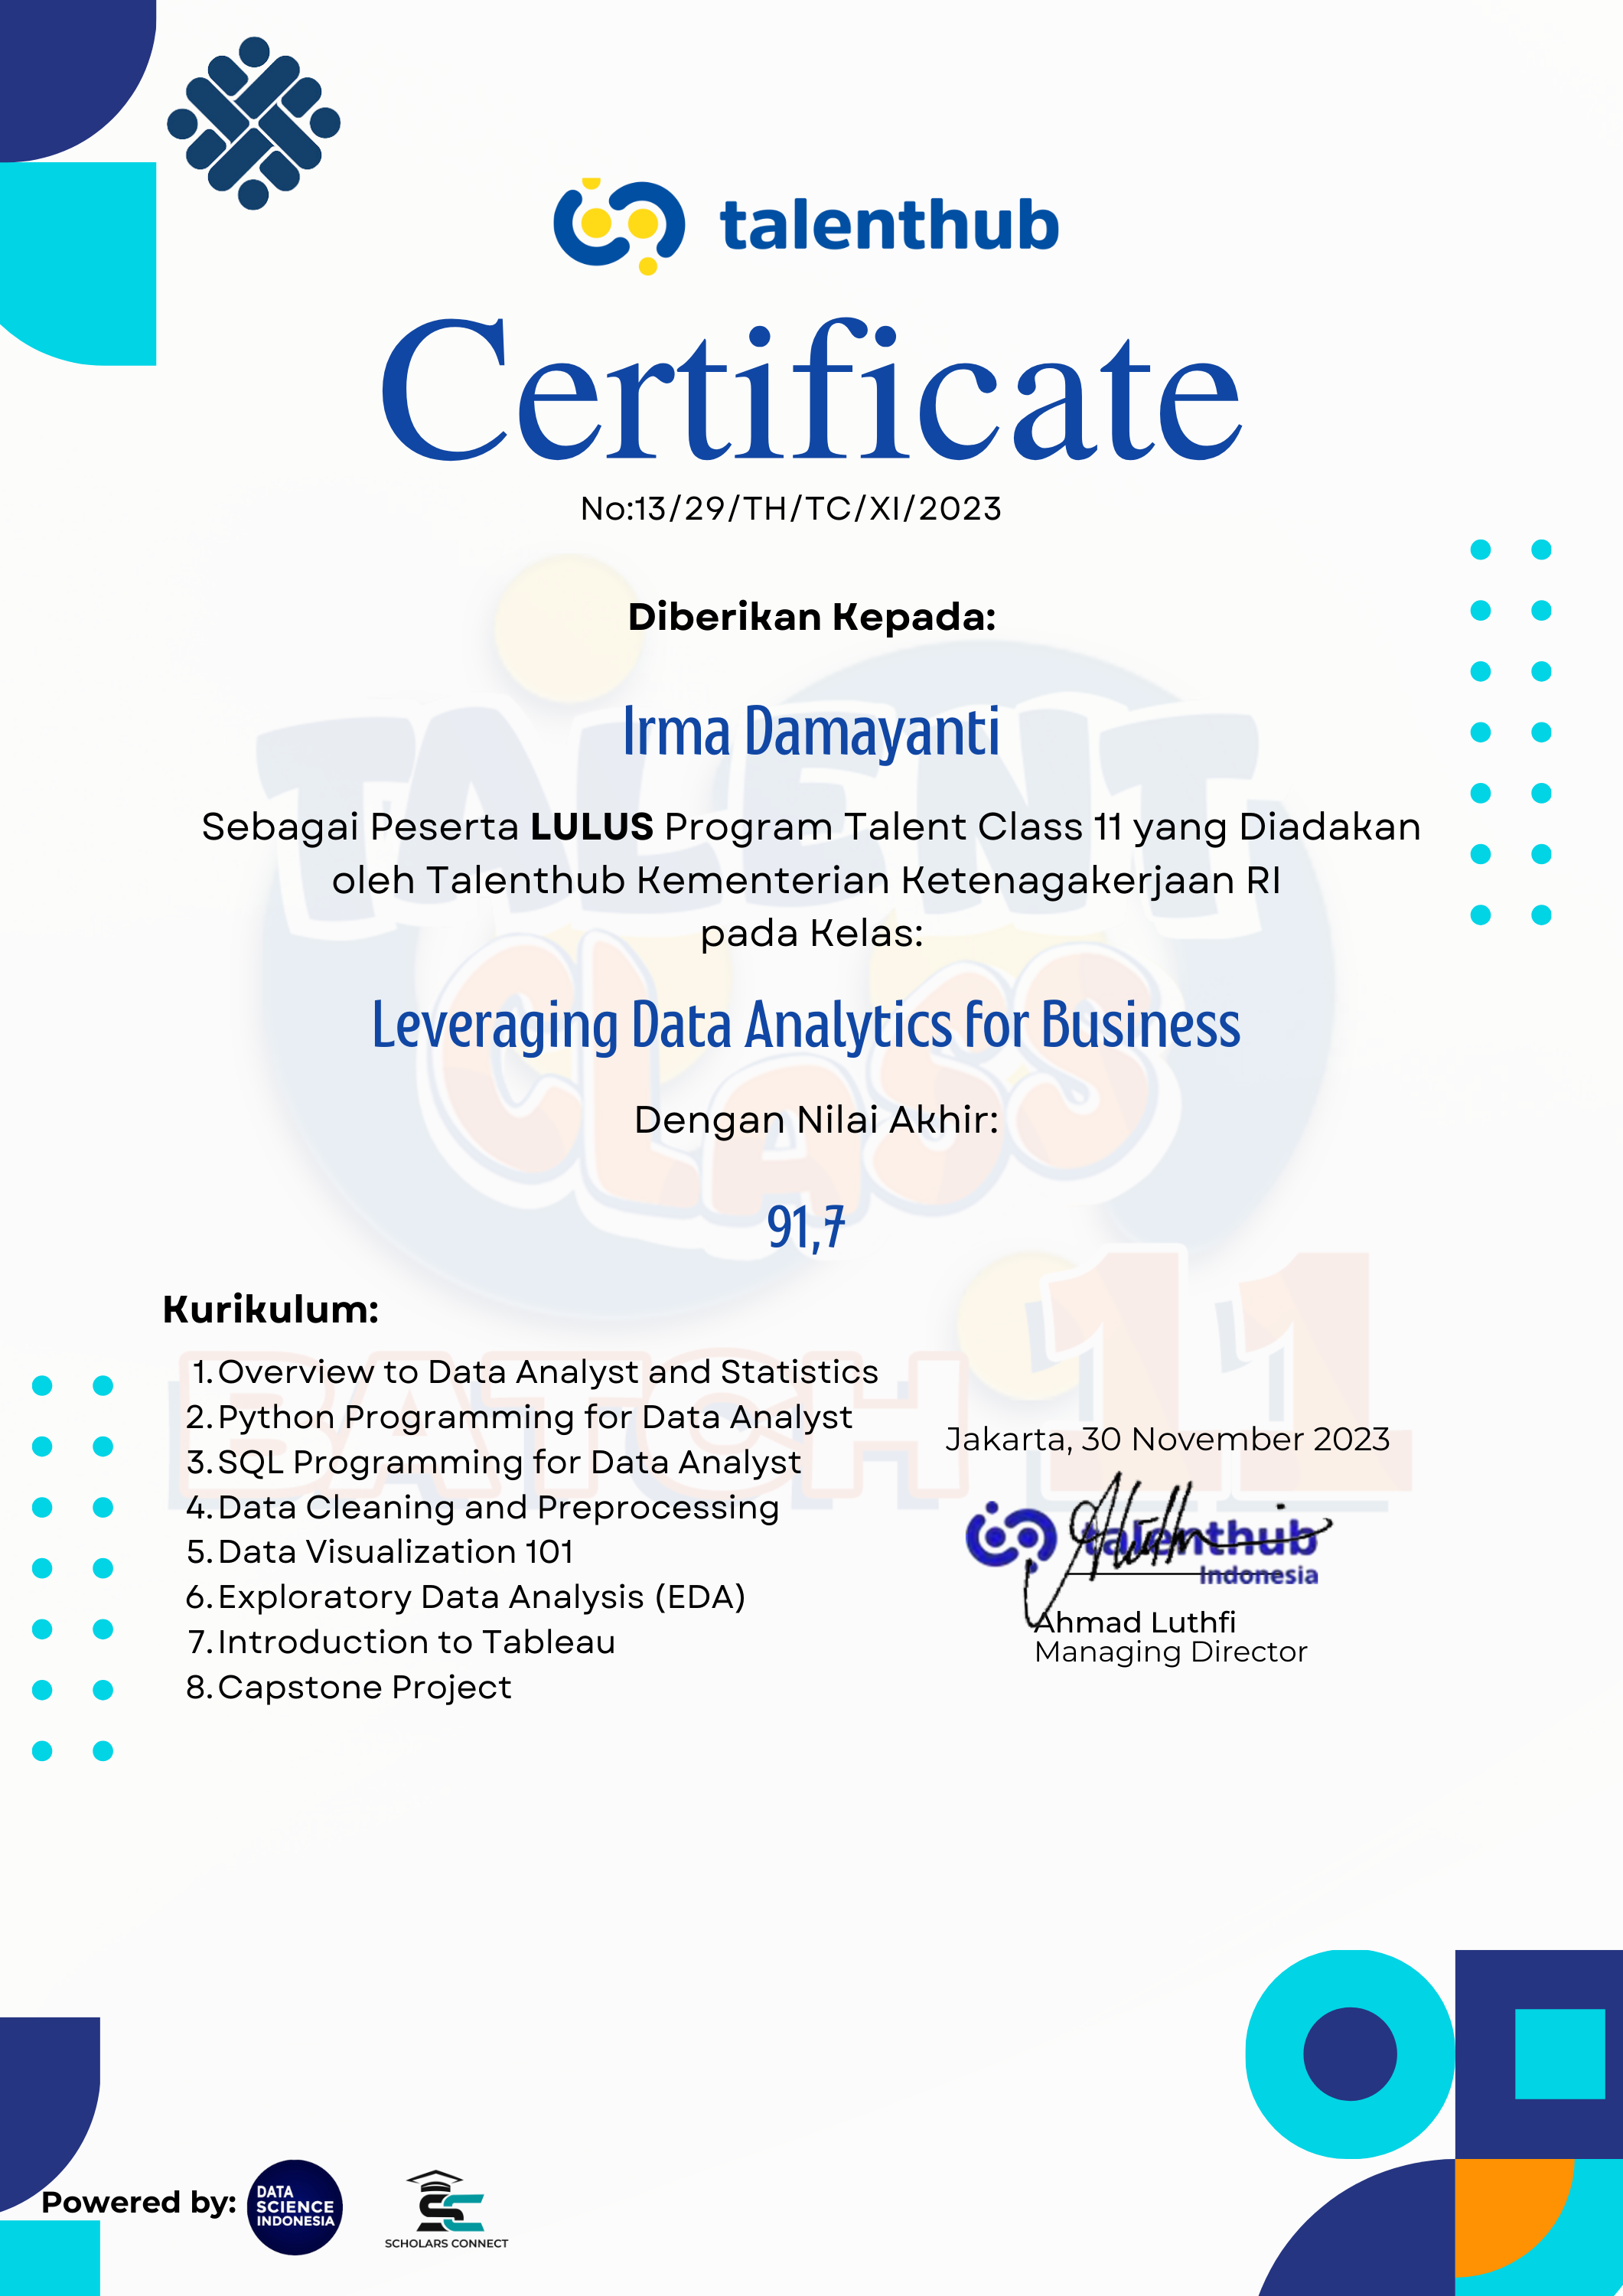 talenthub
Certificate
No:13/29/TH/TC/XI/2023
Diberikan Kepada:
Irma Damayanti
Sebagai Peserta LULUS Program Talent Class 11 yang Diadakan
oleh Talenthub Kementerian Ketenagakerjaan RI
pada Kelas:
Leveraging Data Analytics for Business
Dengan Nilai Akhir:
91,7
TALENT
CLASS
BATCH 11
Kurikulum:
1. Overview to Data Analyst and Statistics
2. Python Programming for Data Analyst
3. SQL Programming for Data Analyst
4. Data Cleaning and Preprocessing
5. Data Visualization 101
6. Exploratory Data Analysis (EDA)
7. Introduction to Tableau
8. Capstone Project
Jakarta, 30 November 2023
talenthub
Indonesia
Ahmad Luthfi
Managing Director
Powered by:
DATA
SCIENCE
INDONESIA
SC
SCHOLARS CONNECT